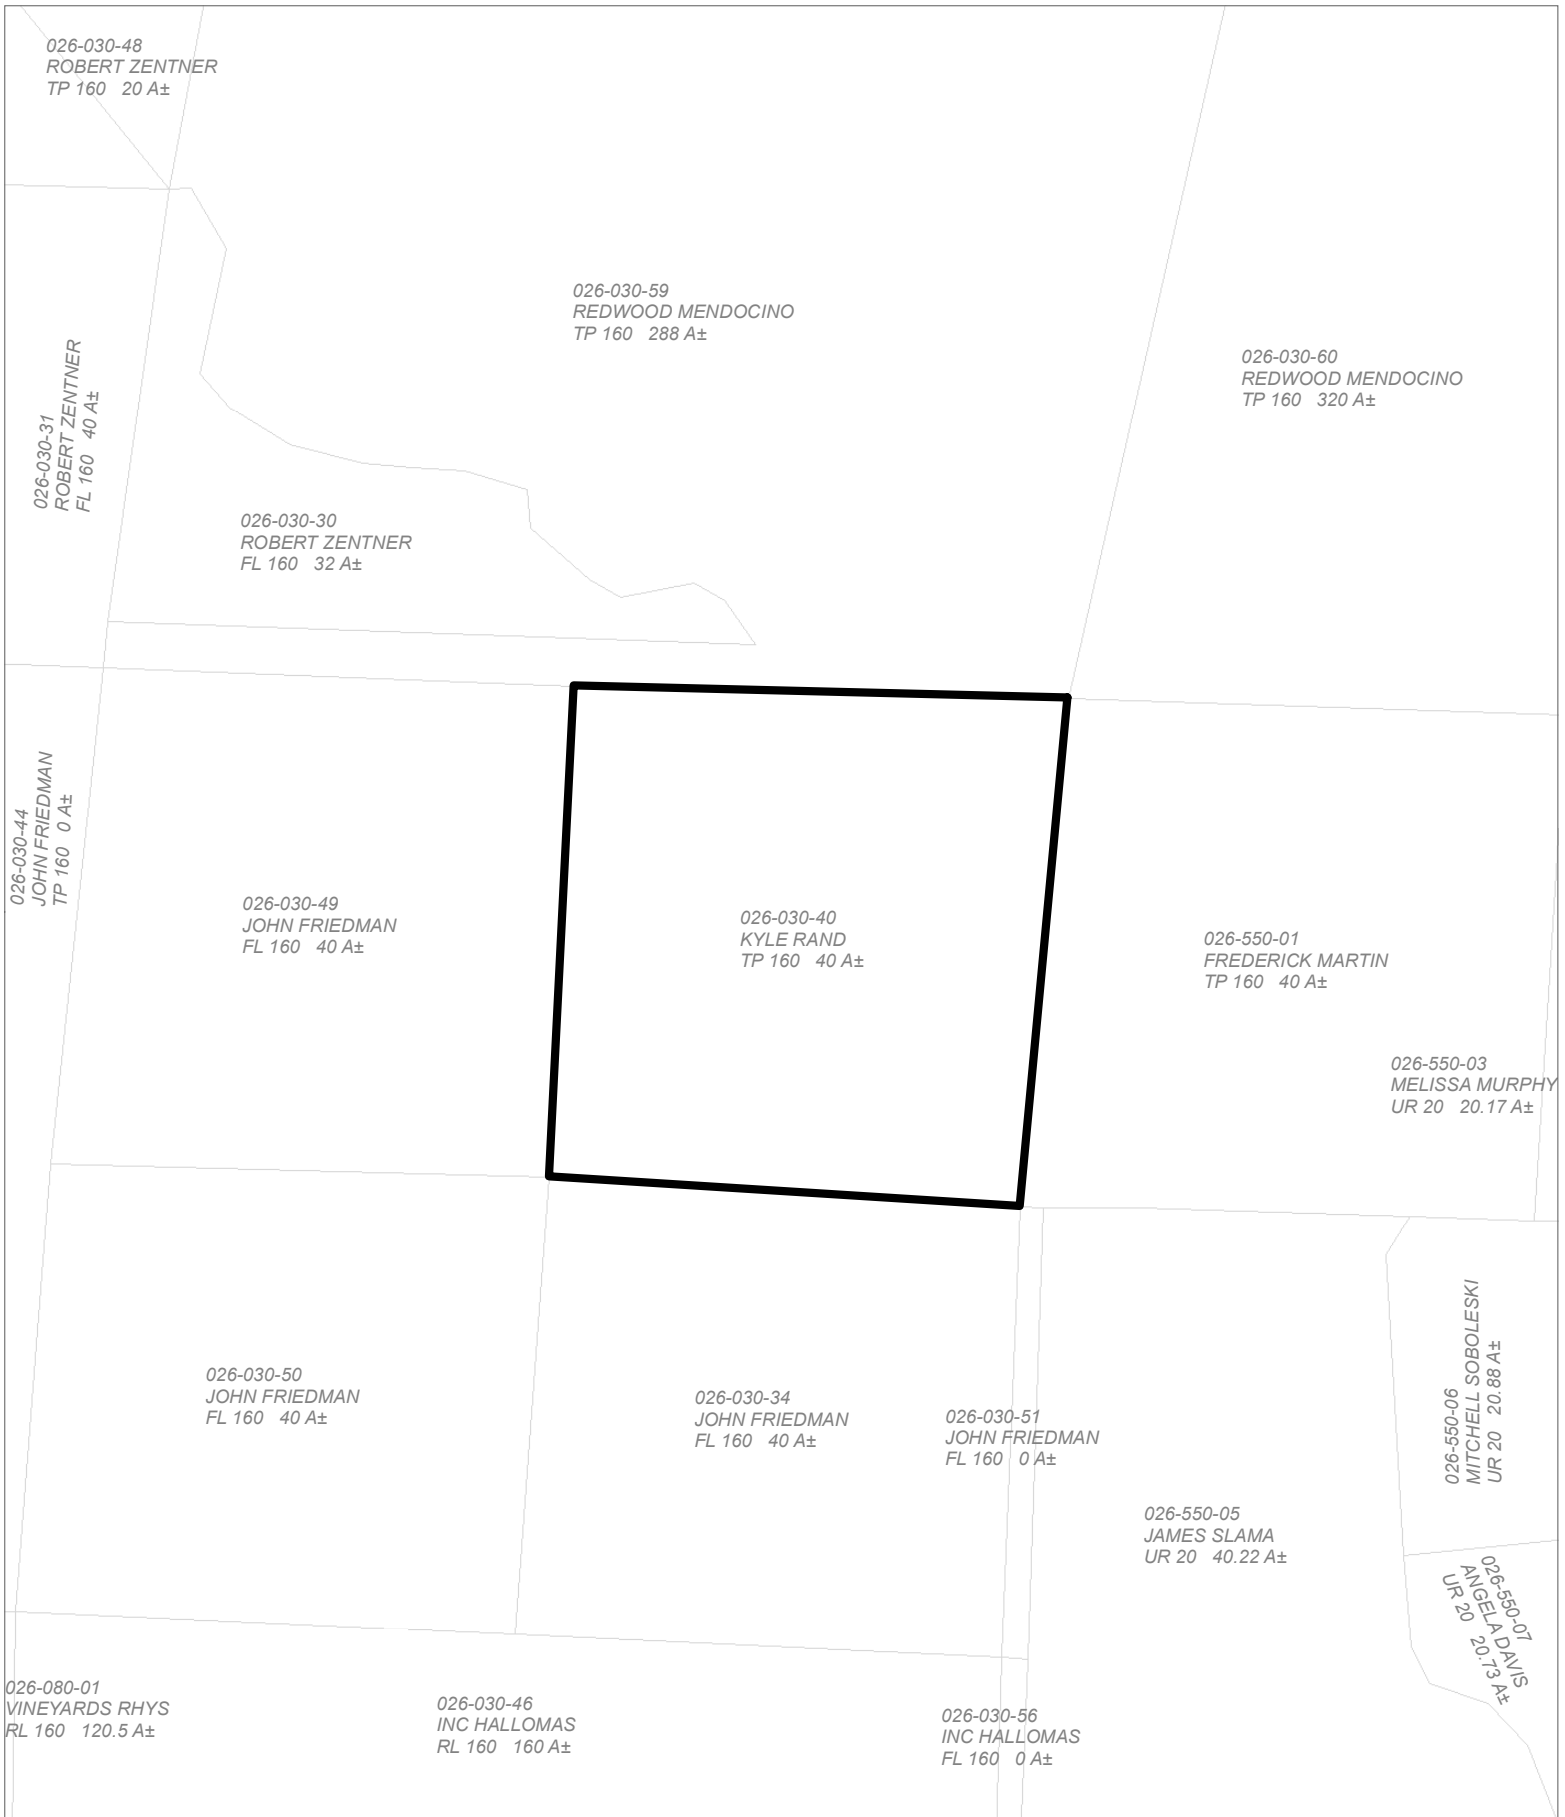 026-030-48
ROBERT ZENTNER
TP 160 20 A±
026-030-59
REDWOOD MENDOCINO
TP 160 288 A±
026-030-60
REDWOOD MENDOCINO
TP 160 320 A±
026-030-31
ROBERT ZENTNER
FL 160 40 A±
026-030-30
ROBERT ZENTNER
FL 160 32 A±
026-030-44
JOHN FRIEDMAN
TP 160 0 A±
026-030-49
JOHN FRIEDMAN
FL 160 40 A±
026-030-40
KYLE RAND
TP 160 40 A±
026-550-01
FREDERICK MARTIN
TP 160 40 A±
026-550-03
MELISSA MURPHY
UR 20 20.17 A±
026-030-50
JOHN FRIEDMAN
FL 160 40 A±
026-030-34
JOHN FRIEDMAN
FL 160 40 A±
026-030-51
JOHN FRIEDMAN
FL 160 0 A±
026-550-06
MITCHELL SOBOLESKI
UR 20 20.88 A±
026-550-05
JAMES SLAMA
UR 20 40.22 A±
026-550-07
ANGELA DAVIS
UR 20 20.73 A±
026-080-01
VINEYARDS RHYS
RL 160 120.5 A±
026-030-46
INC HALLOMAS
RL 160 160 A±
026-030-56
INC HALLOMAS
FL 160 0 A±